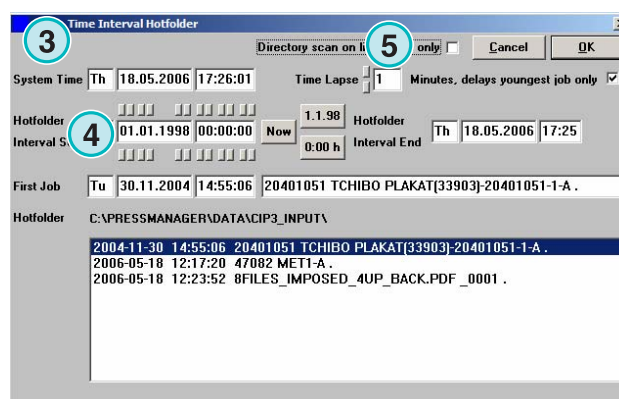 Time Interval Hotfolder
3
5
Directory scan on only
Cancel
OK
System Time Th 18.05.2006 17:26:01 Time Lapse 1 Minutes, delays youngest job only
Hotfolder
Interval
4
01.01.1998 00:00:00 Now
1.1.98
0:00 h
Hotfolder
Interval End
Th 18.05.2006 17:25
First Job Tu 30.11.2004 14:55:06 20401051 TCHIBO PLAKAT(33903)-20401051-1-A .
Hotfolder C:\PRESSMANAGER\DATA\CIP3_INPUT\
2004-11-30 14:55:06 20401051 TCHIBO PLAKAT(33903)-20401051-1-A .
2006-05-18 12:17:20 47082 MET1-A .
2006-05-18 12:23:52 8FILES_IMPOSED_4UP_BACK.PDF _0001 .